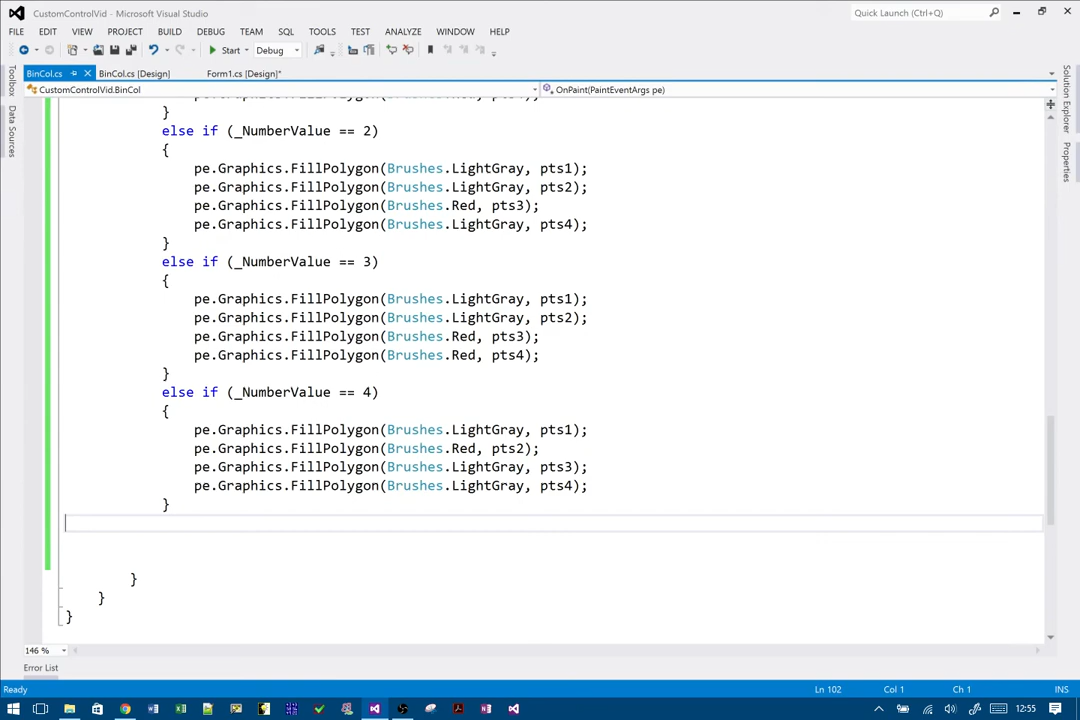 CustomControlVid - Microsoft Visual Studio
Quick Launch (Ctrl+Q)
FILE EDIT VIEW PROJECT BUILD DEBUG TEAM SQL TOOLS TEST ANALYZE WINDOW HELP
Start Debug
BinCol.cs BinCol.cs [Design] Form1.cs [Design]*
CustomControlVid.BinCol OnPaint(PaintEventArgs pe)
Toolbox
Data Sources
Solution Explorer
Properties
}
else if (_NumberValue == 2)
{
pe.Graphics.FillPolygon(Brushes.LightGray, pts1);
pe.Graphics.FillPolygon(Brushes.LightGray, pts2);
pe.Graphics.FillPolygon(Brushes.Red, pts3);
pe.Graphics.FillPolygon(Brushes.LightGray, pts4);
}
else if (_NumberValue == 3)
{
pe.Graphics.FillPolygon(Brushes.LightGray, pts1);
pe.Graphics.FillPolygon(Brushes.LightGray, pts2);
pe.Graphics.FillPolygon(Brushes.Red, pts3);
pe.Graphics.FillPolygon(Brushes.Red, pts4);
}
else if (_NumberValue == 4)
{
pe.Graphics.FillPolygon(Brushes.LightGray, pts1);
pe.Graphics.FillPolygon(Brushes.Red, pts2);
pe.Graphics.FillPolygon(Brushes.LightGray, pts3);
pe.Graphics.FillPolygon(Brushes.LightGray, pts4);
}
}
}
}
146 %
Error List
Ready Ln 102 Col 1 Ch 1 INS
12:55